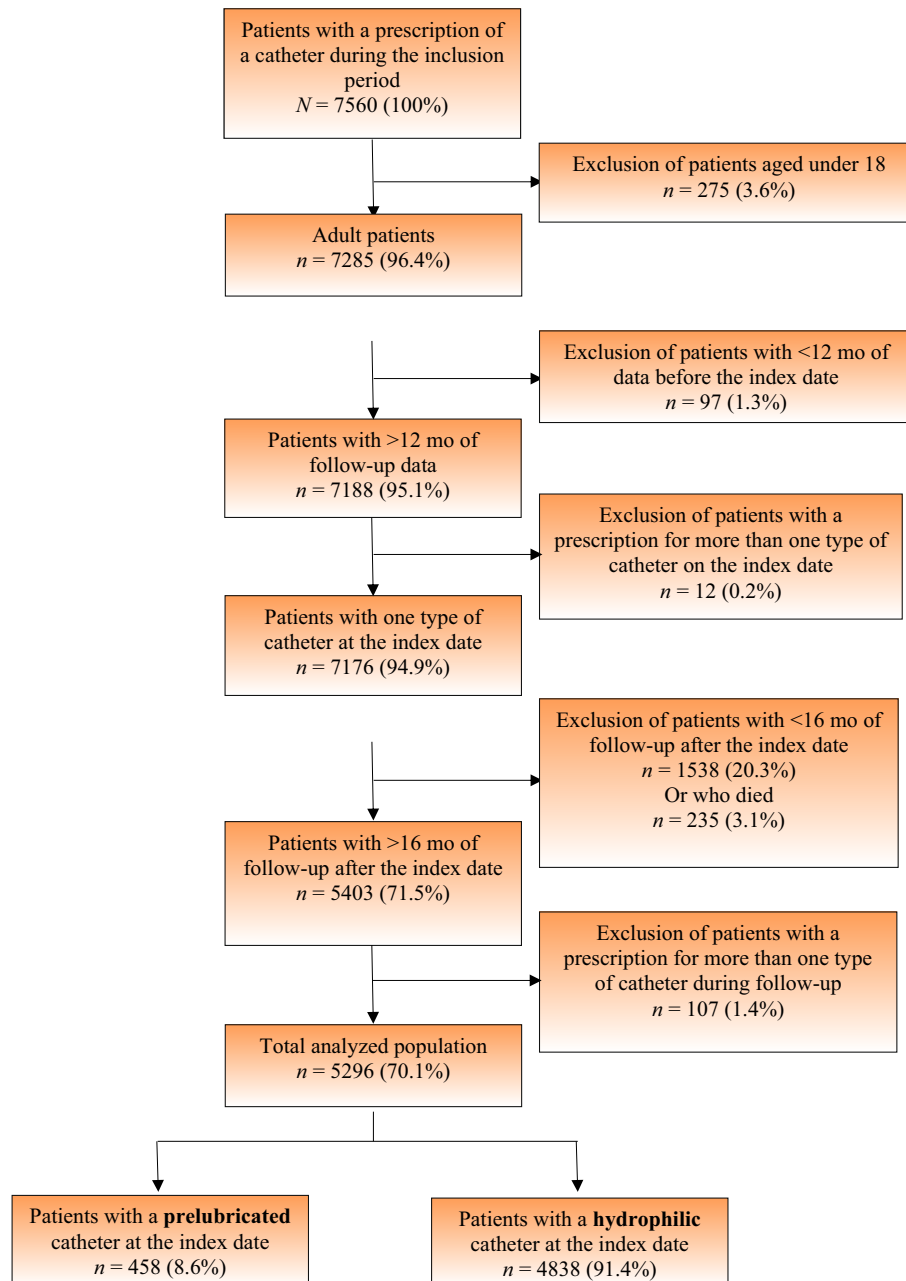 Patients with a prescription of
a catheter during the inclusion
period
N = 7560 (100%)
Exclusion of patients aged under 18
n = 275 (3.6%)
Adult patients
n = 7285 (96.4%)
Exclusion of patients with <12 mo of
data before the index date
n = 97 (1.3%)
Patients with >12 mo of
follow-up data
n = 7188 (95.1%)
Exclusion of patients with a
prescription for more than one type of
catheter on the index date
n = 12 (0.2%)
Patients with one type of
catheter at the index date
n = 7176 (94.9%)
Exclusion of patients with <16 mo of
follow-up after the index date
n = 1538 (20.3%)
Or who died
n = 235 (3.1%)
Patients with >16 mo of
follow-up after the index date
n = 5403 (71.5%)
Exclusion of patients with a
prescription for more than one type
of catheter during follow-up
n = 107 (1.4%)
Total analyzed population
n = 5296 (70.1%)
Patients with a prelubricated
catheter at the index date
n = 458 (8.6%)
Patients with a hydrophilic
catheter at the index date
n = 4838 (91.4%)